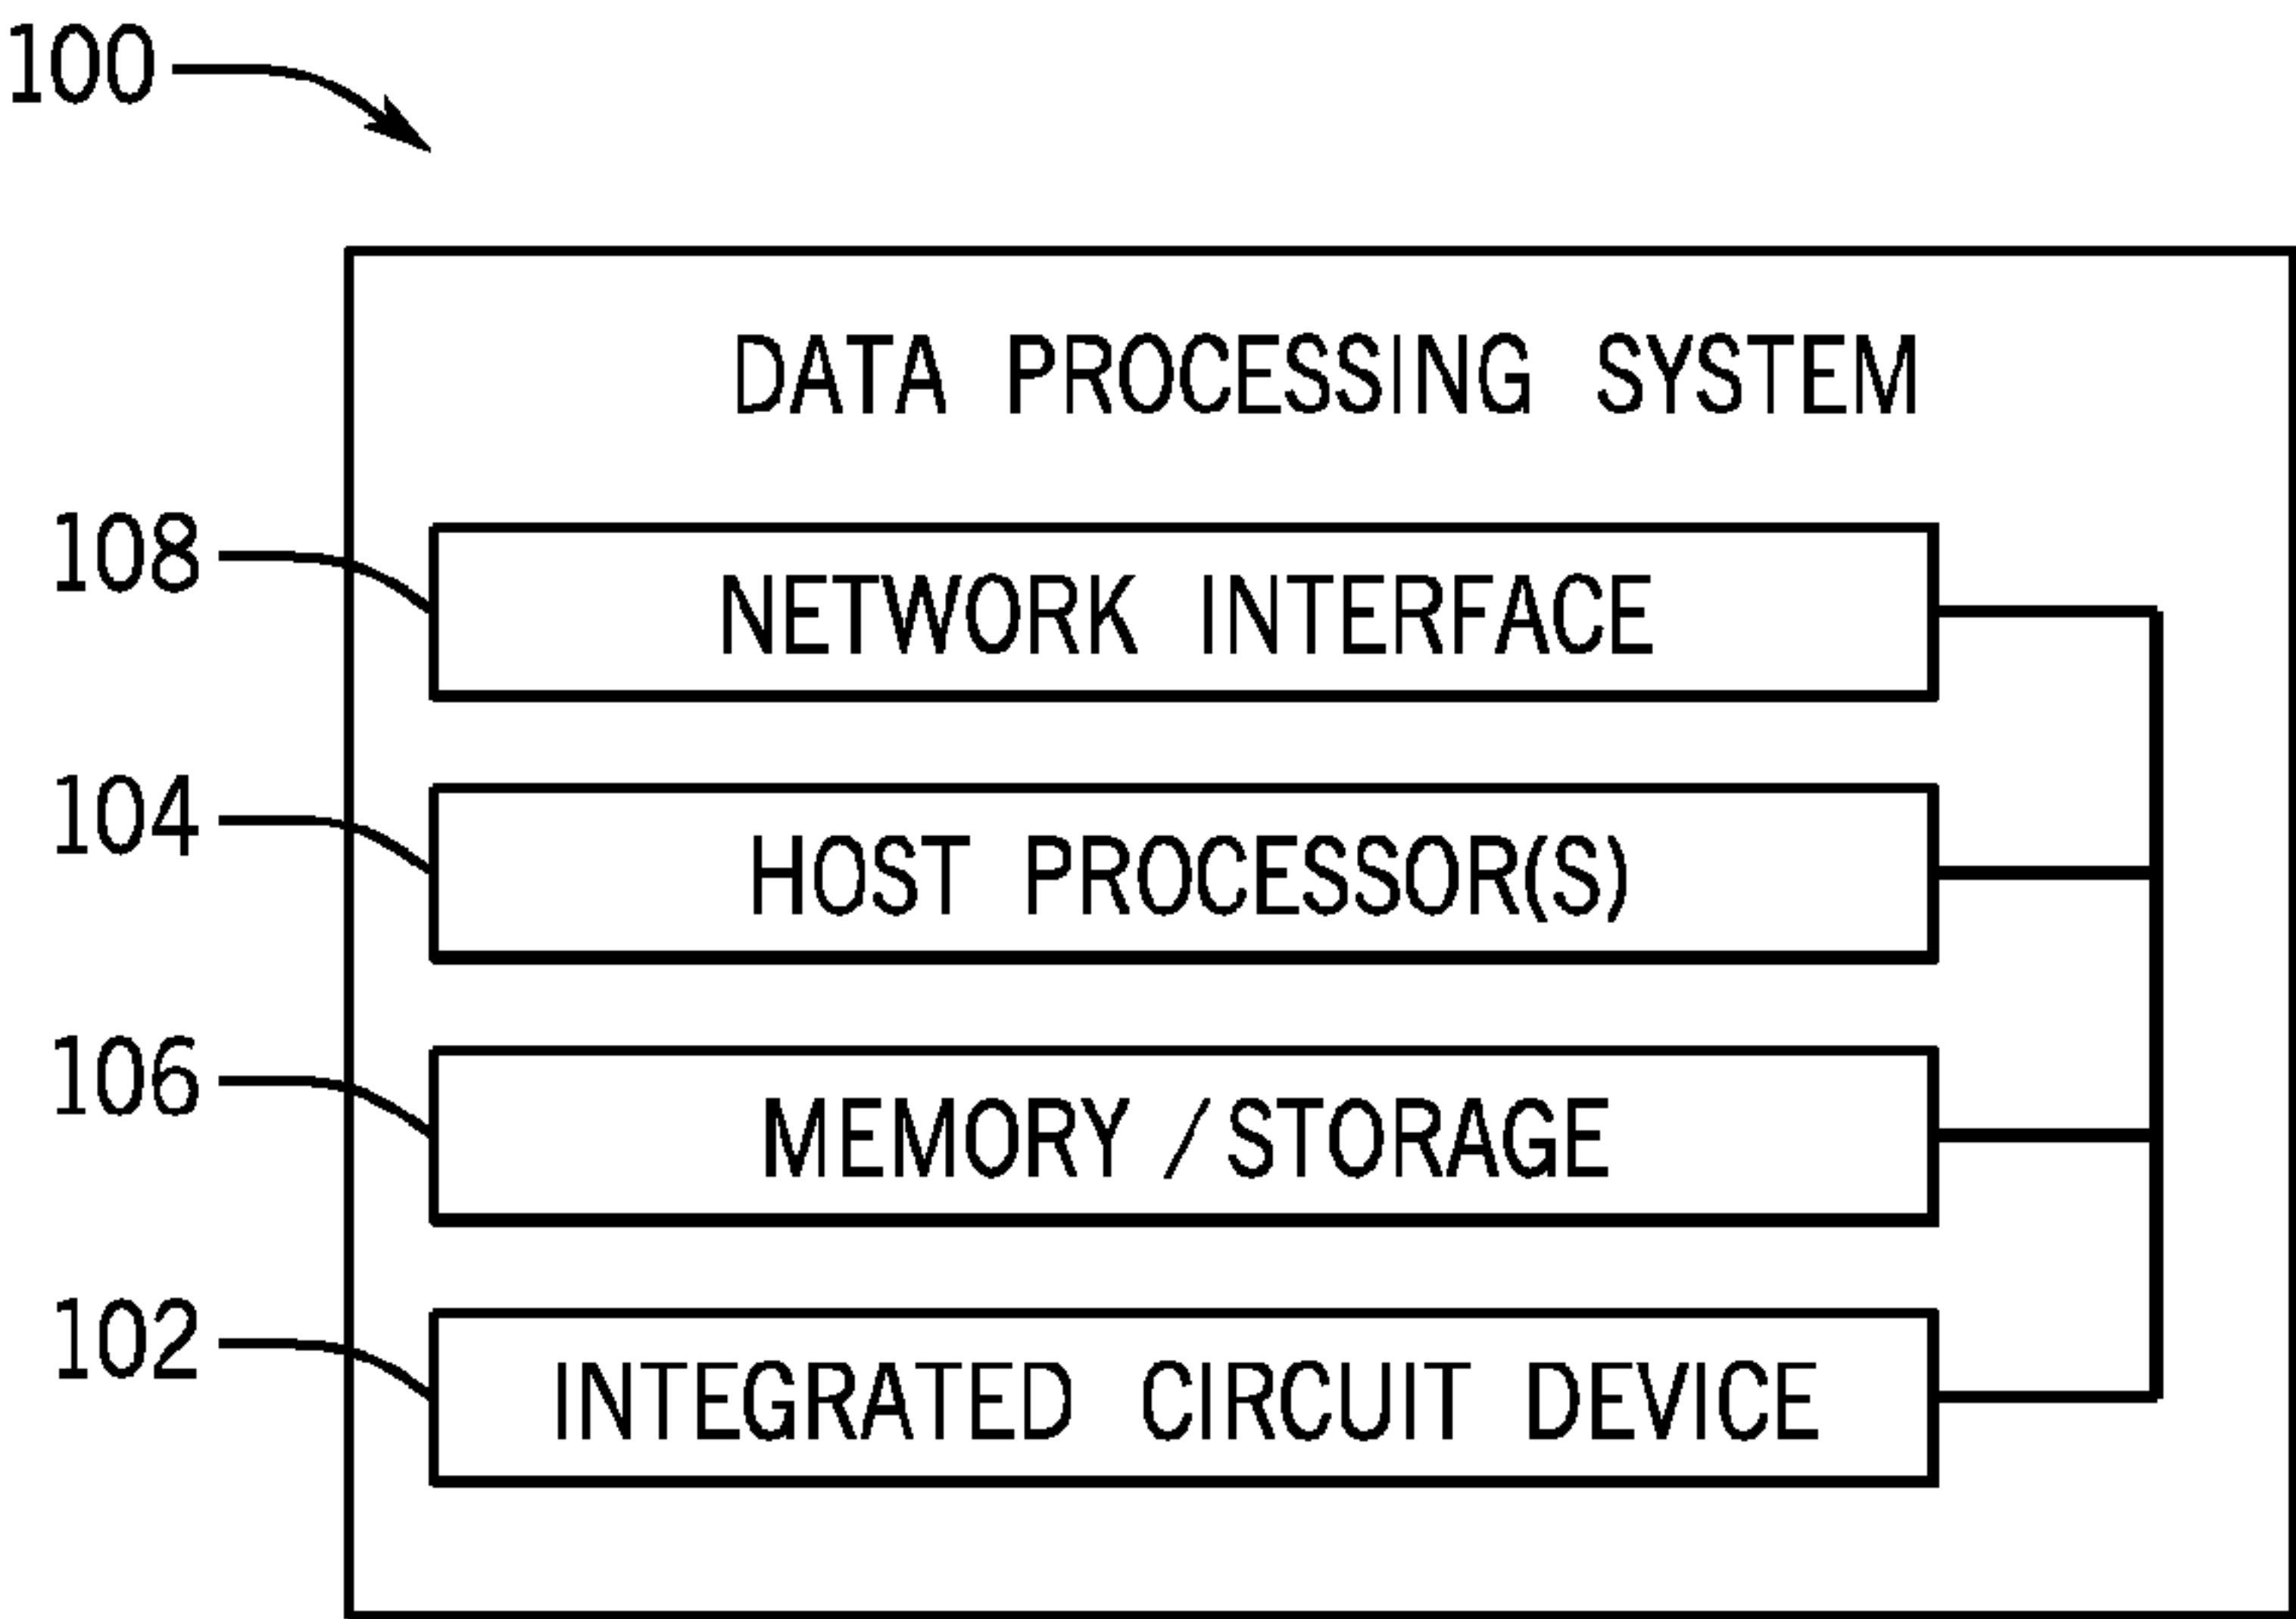 100
DATA PROCESSING SYSTEM
108
NETWORK INTERFACE
104
HOST PROCESSOR(S)
106
MEMORY / STORAGE
102
INTEGRATED CIRCUIT DEVICE